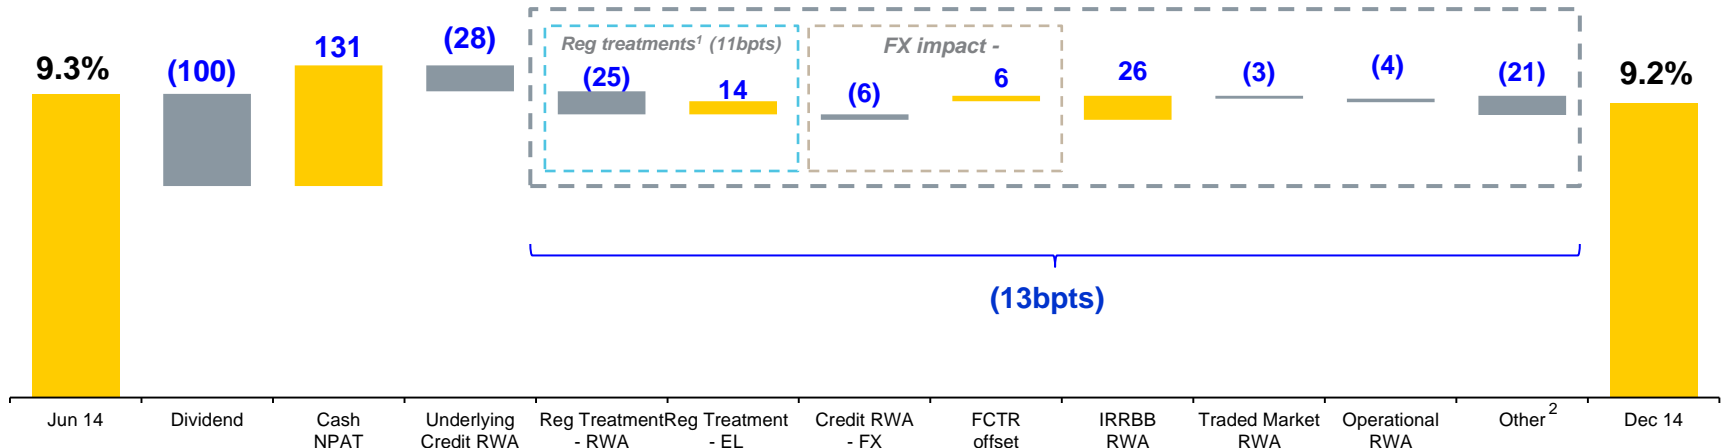 9.3%
(100)
131
(28)
Reg treatments¹ (11bpts)
(25)
14
FX impact -
(6)
6
26
(3)
(4)
(21)
9.2%
(13bpts)
Jun 14
Dividend
Cash
NPAT
Underlying
Credit RWA
Reg Treatment
- RWA
Reg Treatment
- EL
Credit RWA
- FX
FCTR
offset
IRRBB
RWA
Traded Market
RWA
Operational
RWA
Other ²
Dec 14